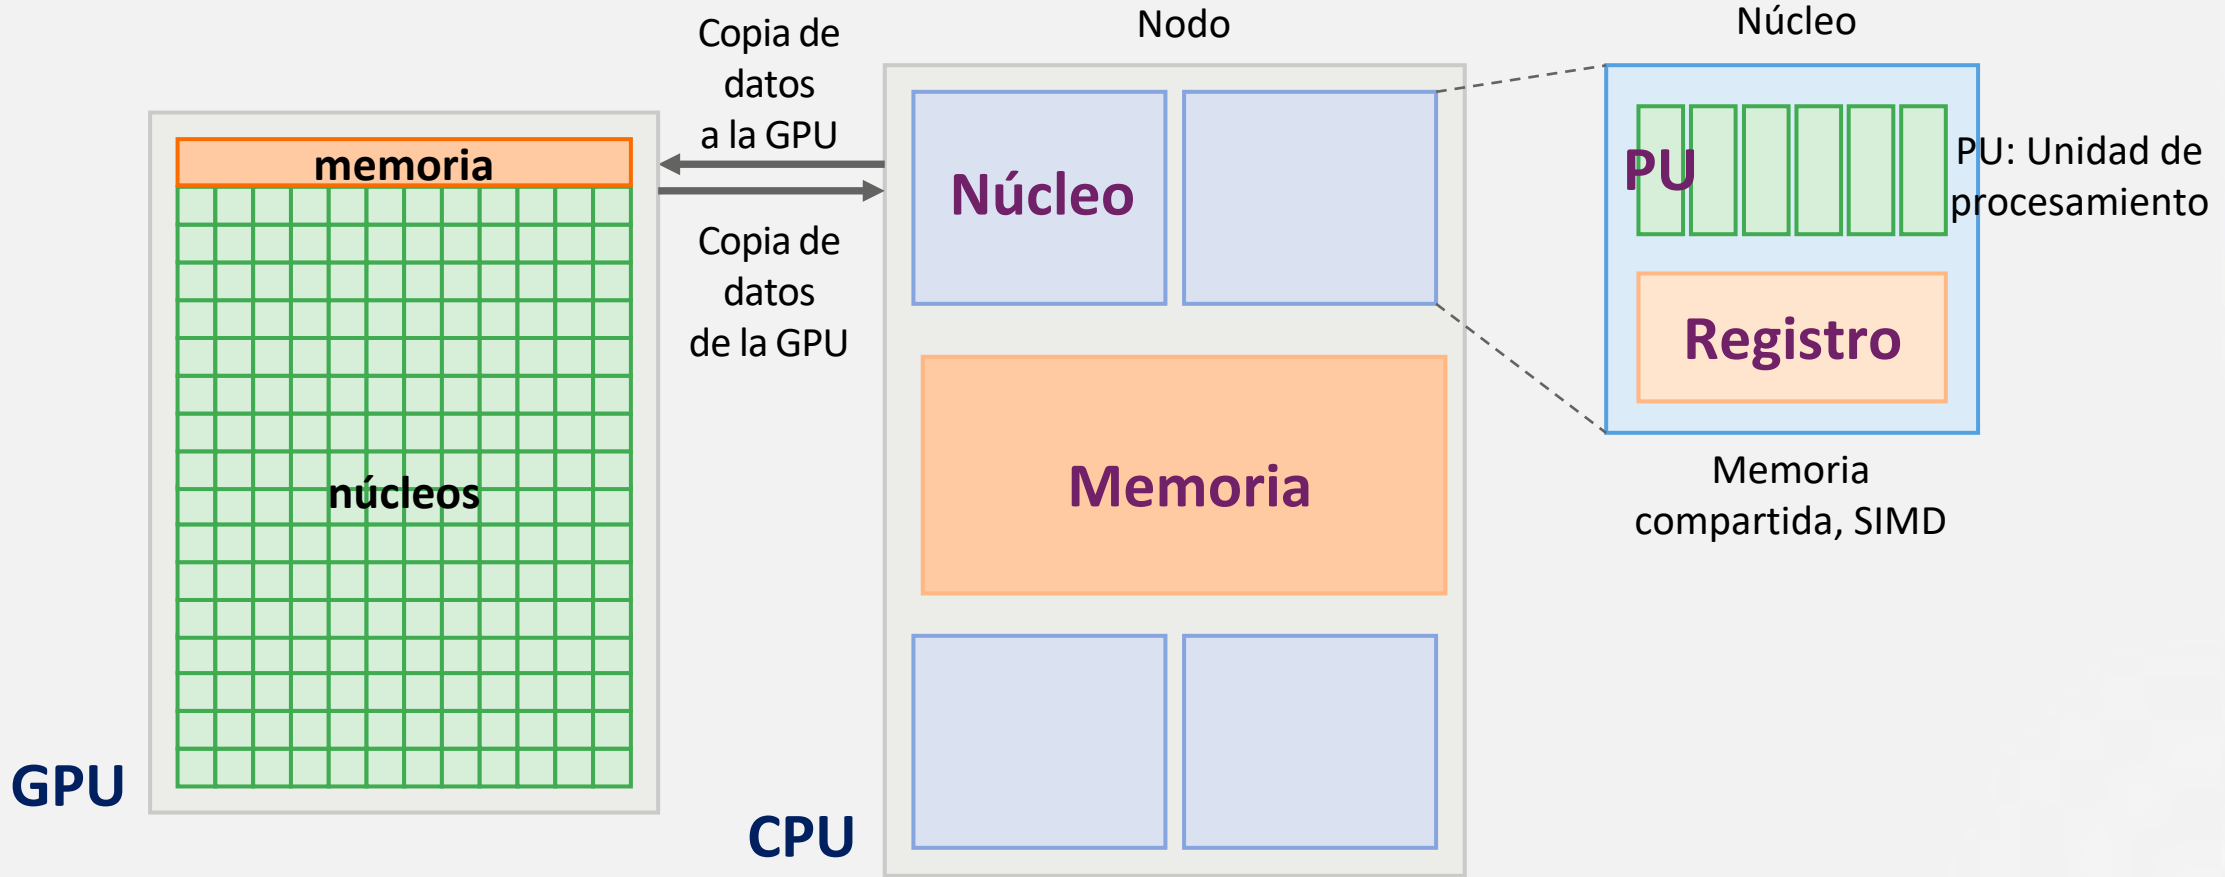 Copia de
datos
a la GPU
Copia de
datos
de la GPU
memoria
núcleos
GPU
Nodo
Núcleo
Memoria
CPU
Núcleo
PU
PU: Unidad de
procesamiento
Registro
Memoria
compartida, SIMD